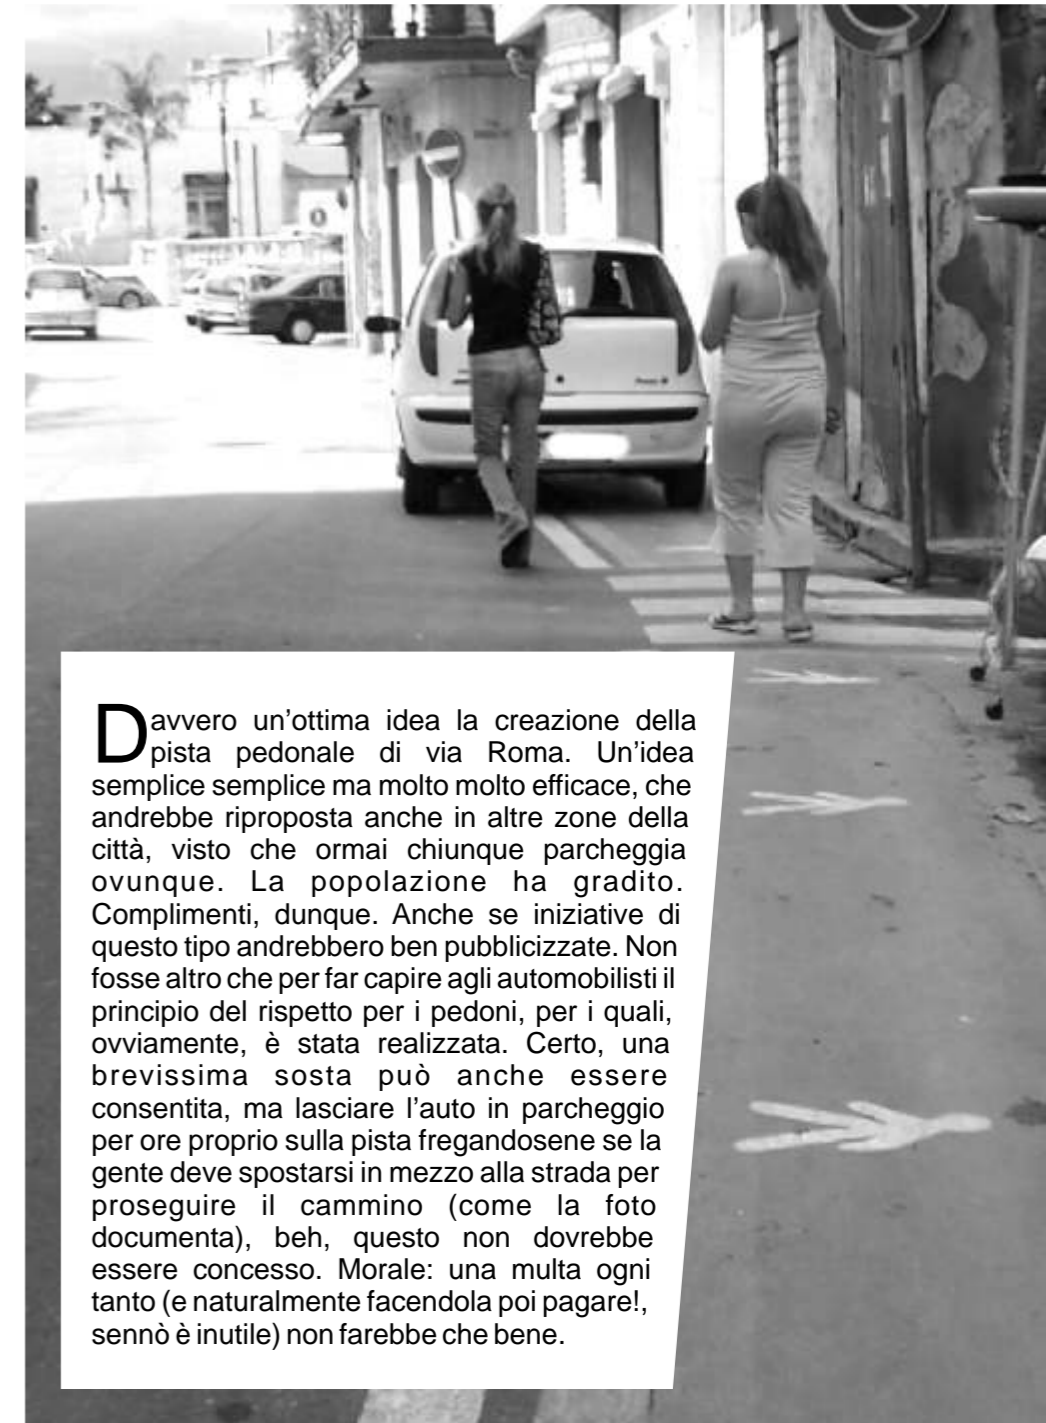 Davvero un’ottima idea la creazione della
pista pedonale di via Roma. Un’idea
semplice semplice ma molto molto efficace, che
andrebbe riproposta anche in altre zone della
città, visto che ormai chiunque parcheggia
ovunque. La popolazione ha gradito.
Complimenti, dunque. Anche se iniziative di
questo tipo andrebbero ben pubblicizzate. Non
fosse altro che per far capire agli automobilisti il
principio del rispetto per i pedoni, per i quali,
ovviamente, è stata realizzata. Certo, una
brevissima sosta può anche essere
consentita, ma lasciare l’auto in parcheggio
per ore proprio sulla pista fregandosene se la
gente deve spostarsi in mezzo alla strada per
proseguire il cammino (come la foto
documenta), beh, questo non dovrebbe
essere concesso. Morale: una multa ogni
tanto (e naturalmente facendola poi pagare!,
sennò è inutile) non farebbe che bene.